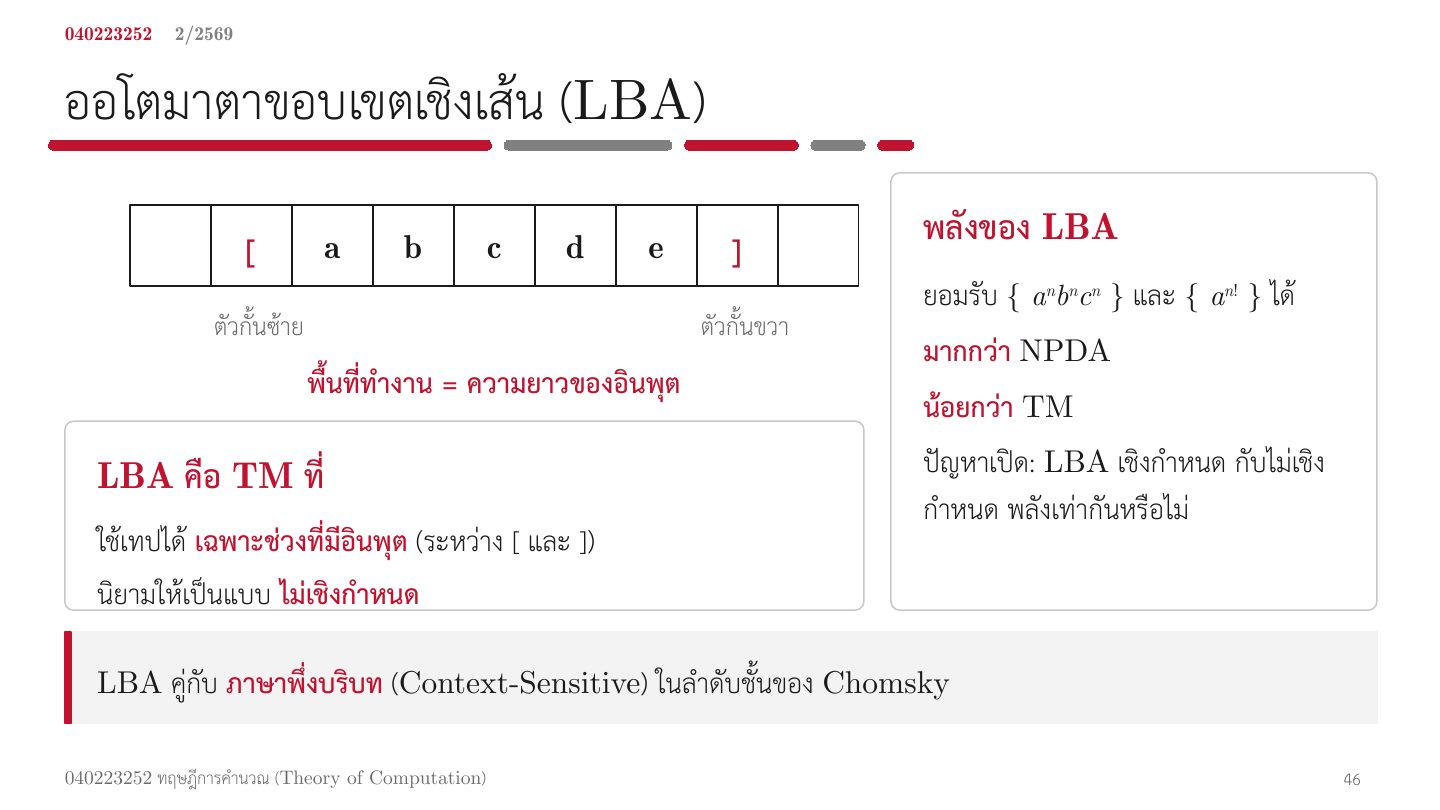 040223252 2/2569
ออโตมาตาขอบเขตเชิงเส้น (LBA)
[ a b c d e ]
ตัวกั้นซ้าย ตัวกั้นขวา
พื้นที่ทำงาน = ความยาวของอินพุต
LBA คือ TM ที่
ใช้เทปได้ เฉพาะช่วงที่มีอินพุต (ระหว่าง [ และ ])
นิยามให้เป็นแบบ ไม่เชิงกำหนด
พลังของ LBA
ยอมรับ { aⁿbⁿcⁿ } และ { aⁿ! } ได้
มากกว่า NPDA
น้อยกว่า TM
ปัญหาเปิด: LBA เชิงกำหนด กับไม่เชิง
กำหนด พลังเท่ากันหรือไม่
LBA คู่กับ ภาษาพึ่งบริบท (Context-Sensitive) ในลำดับชั้นของ Chomsky
040223252 ทฤษฎีการคำนวณ (Theory of Computation) 46